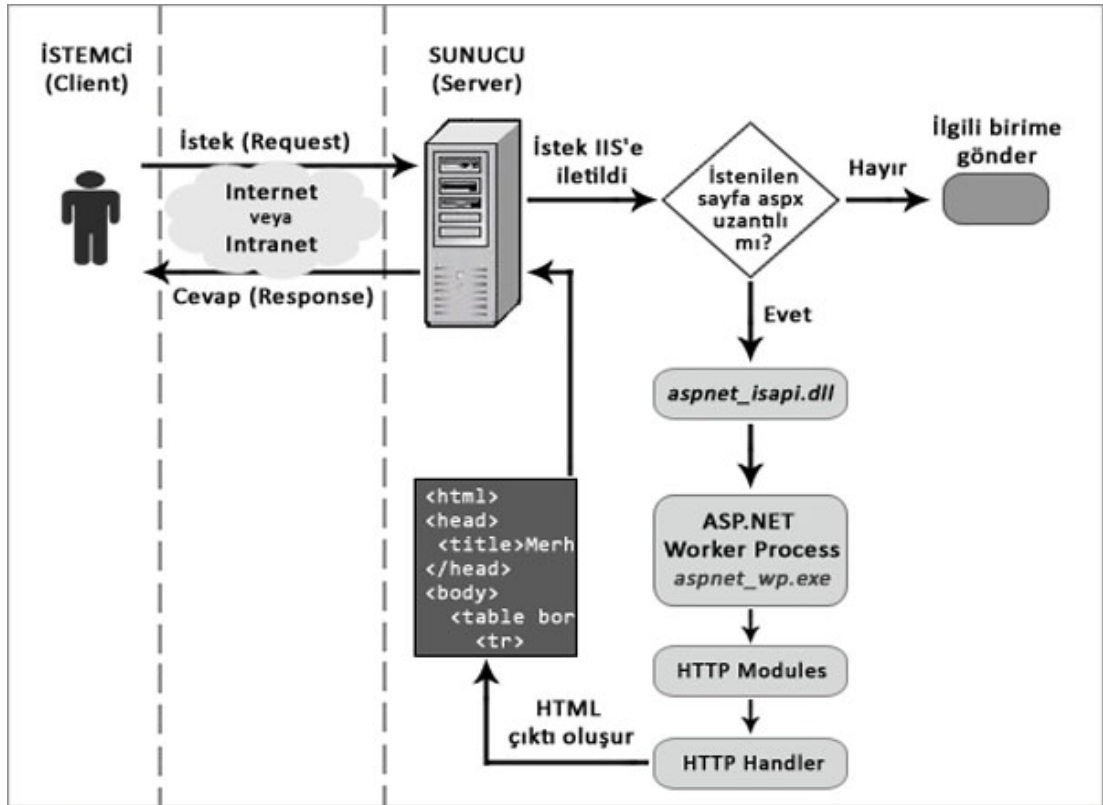 İSTEMCİ
(Client)
SUNUCU
(Server)
İstek (Request)
Internet
veya
Intranet
Cevap (Response)
İstek IIS'e
iletildi
İstenilen
sayfa aspx
uzantılı
mı?
Hayır
İlgili birime
gönder
Evet
aspnet_isapi.dll
ASP.NET
Worker Process
aspnet_wp.exe
HTTP Modules
HTTP Handler
HTML
çıktı oluşur
<html>
<head>
<title>Merh
</head>
<body>
<table bor
<tr>